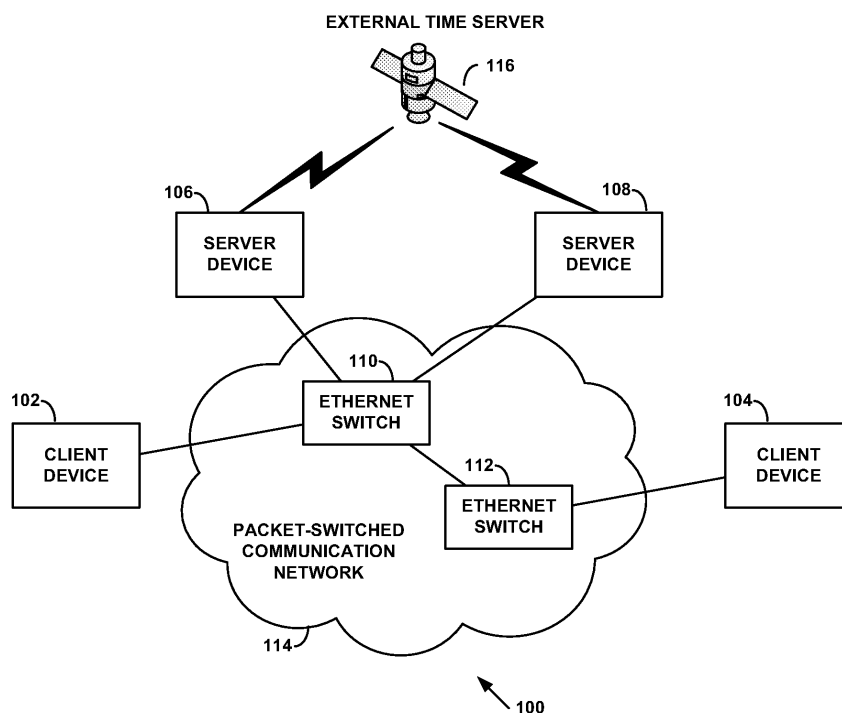 EXTERNAL TIME SERVER
116
106
SERVER
DEVICE
108
SERVER
DEVICE
110
ETHERNET
SWITCH
102
CLIENT
DEVICE
104
CLIENT
DEVICE
112
ETHERNET
SWITCH
PACKET-SWITCHED
COMMUNICATION
NETWORK
114
100